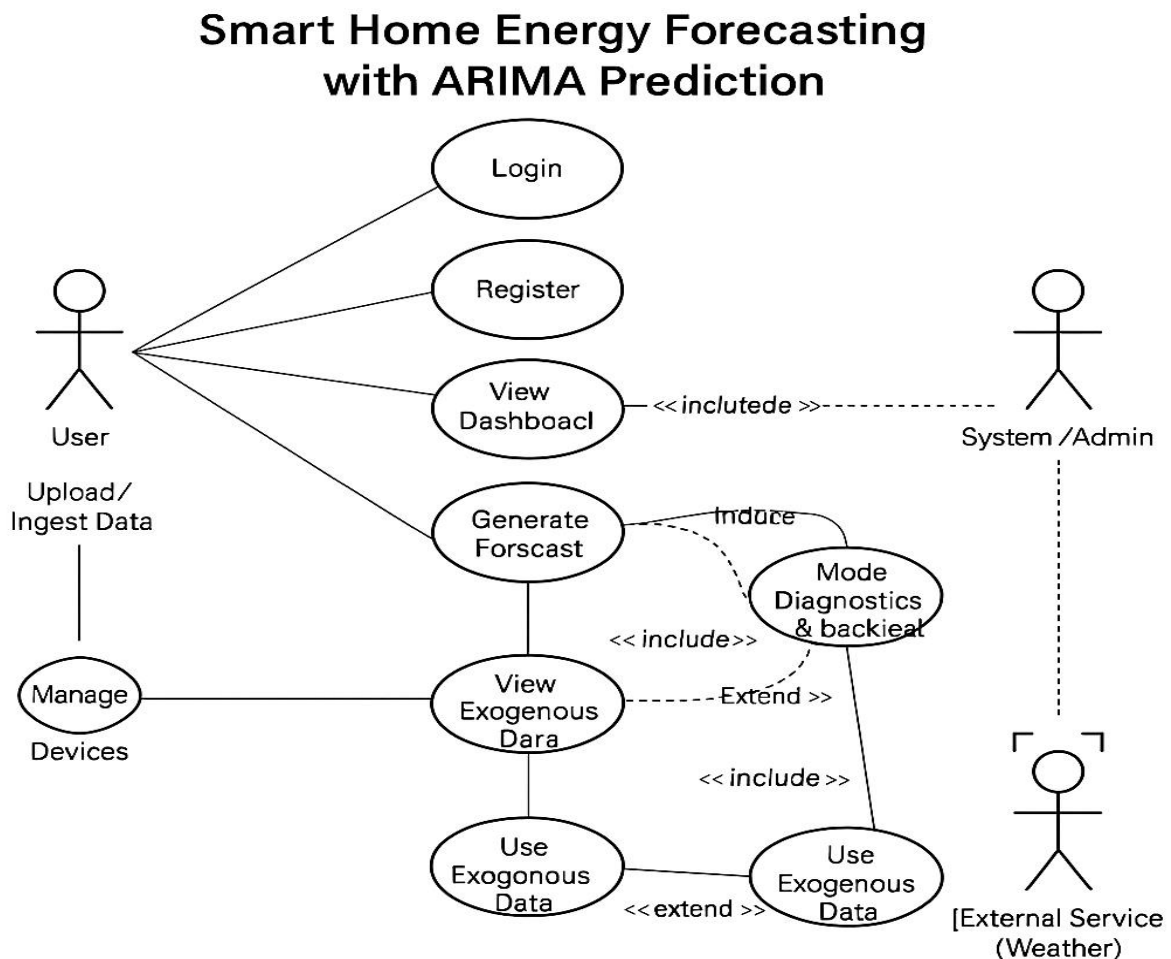 Smart Home Energy Forecasting
with ARIMA Prediction
Login
Register
View
Dashboacl
<< inclutede >>
User
System /Admin
Upload/
Ingest Data
Generate
Forscast
Induce
Mode
Diagnostics
& backieal
<< include >>
Manage
Devices
View
Exogenous
Dara
Extend >>
<< include >>
Use
Exogonous
Data
<<extend >>
Use
Exogenous
Data
[External Service
(Weather)